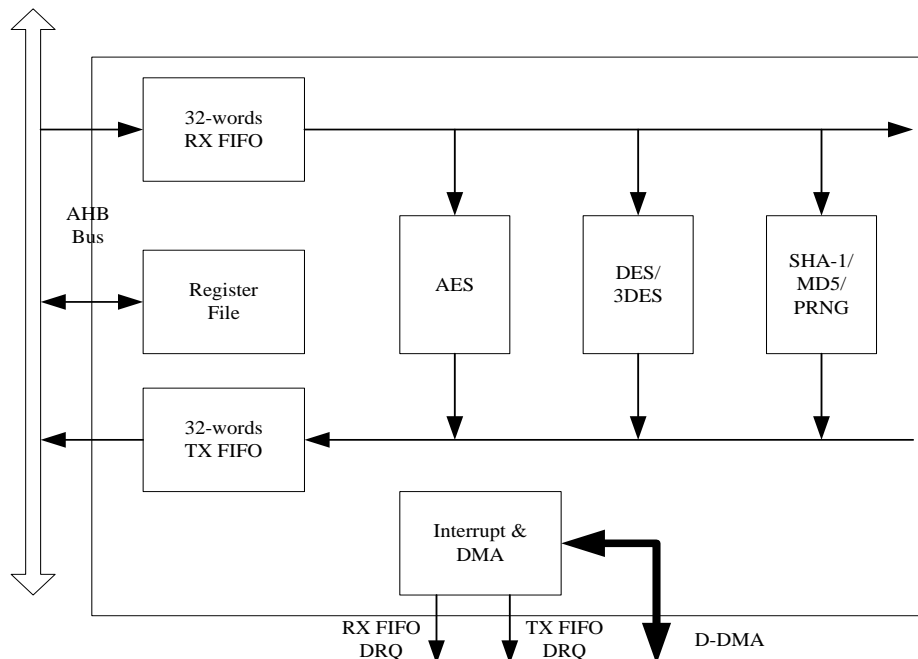 32-words
RX FIFO
AHB
Bus
Register
File
AES
DES/
3DES
SHA-1/
MD5/
PRNG
32-words
TX FIFO
Interrupt &
DMA
RX FIFO
DRQ
TX FIFO
DRQ
D-DMA